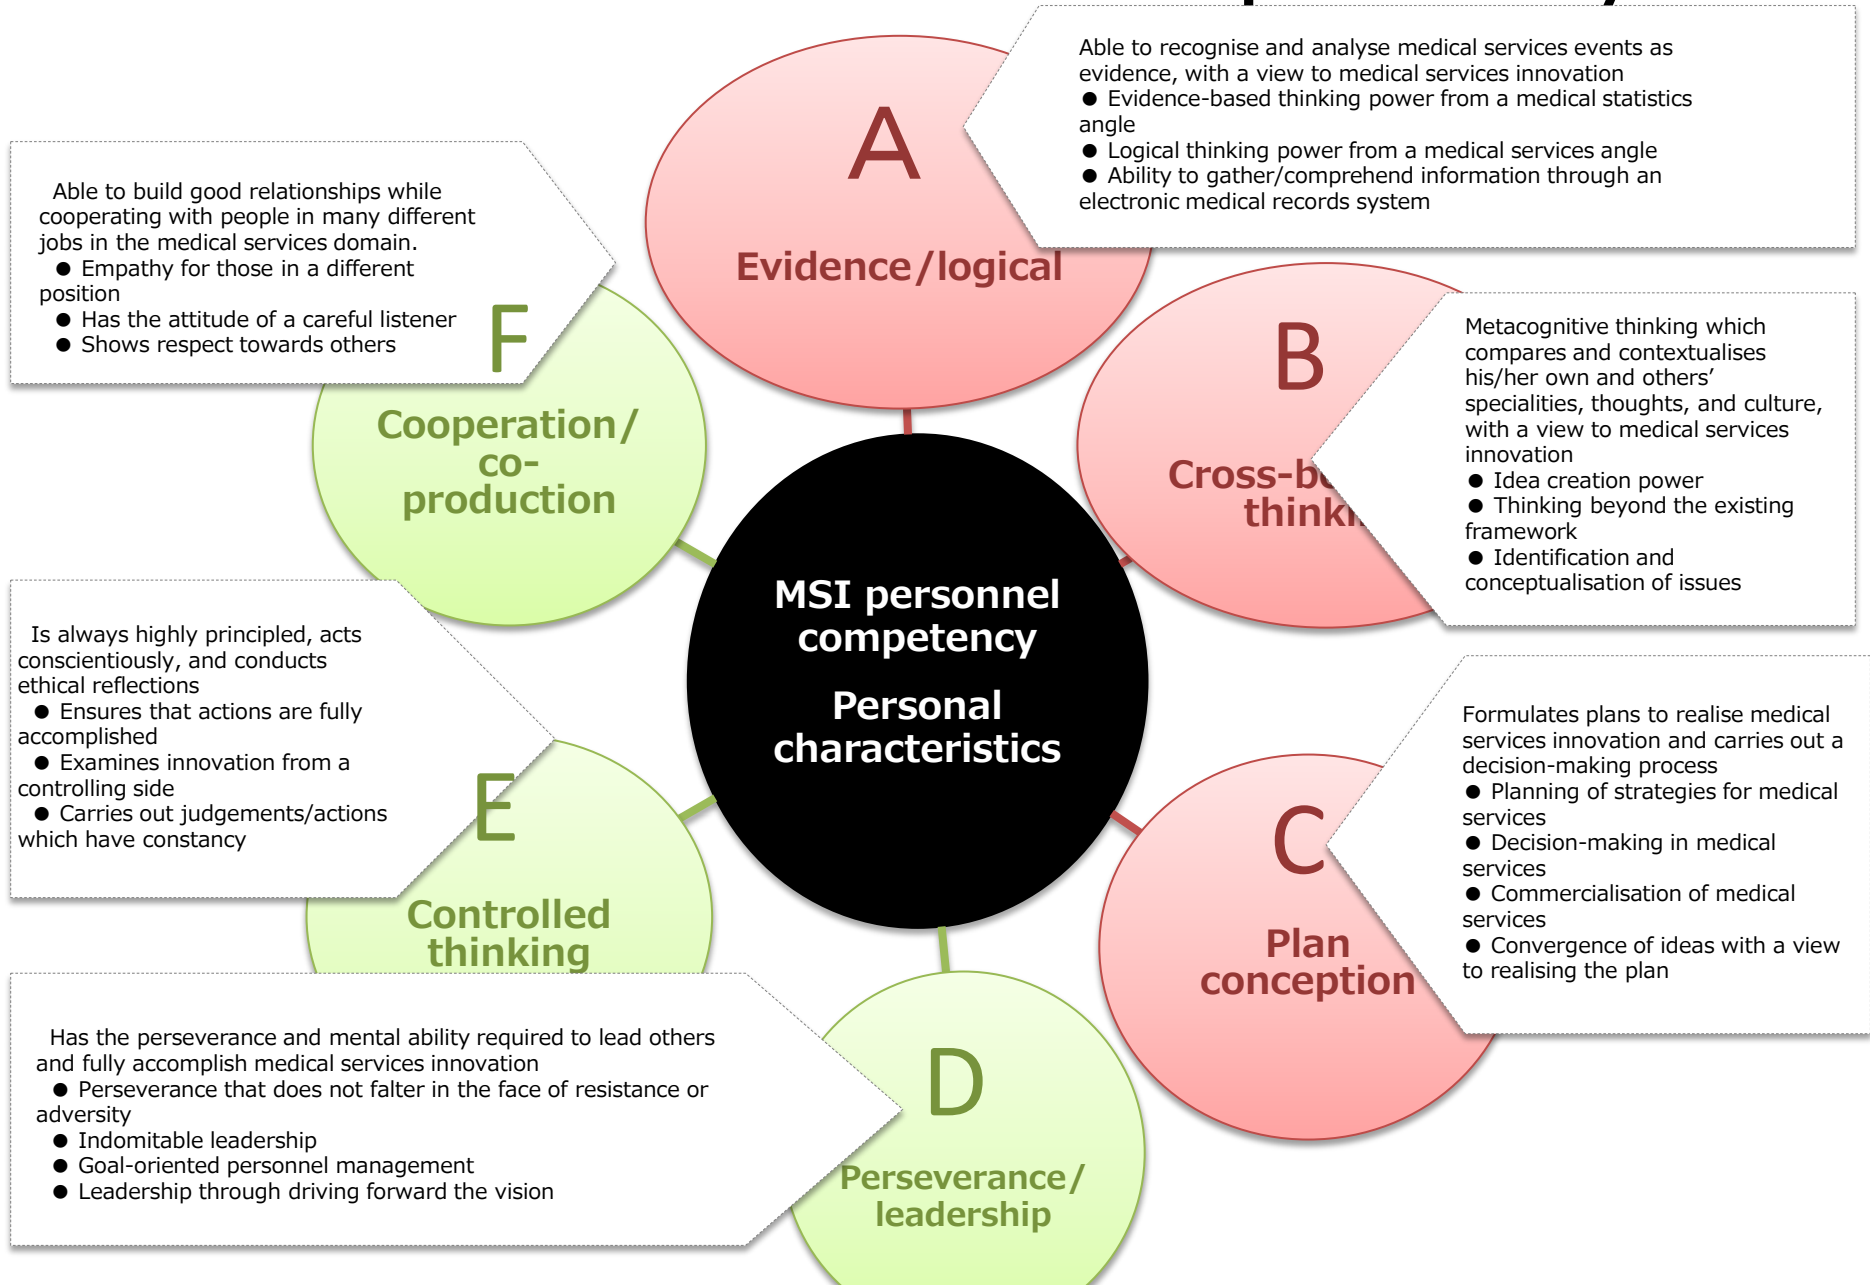 A
Evidence/logical
Able to recognise and analyse medical services events as
evidence, with a view to medical services innovation
● Evidence-based thinking power from a medical statistics
angle
● Logical thinking power from a medical services angle
● Ability to gather/comprehend information through an
electronic medical records system
B
Metacognitive thinking which
compares and contextualises
his/her own and others’
specialities, thoughts, and culture,
with a view to medical services
innovation
● Idea creation power
● Thinking beyond the existing
framework
● Identification and
conceptualisation of issues
C
Plan
conception
Formulates plans to realise medical
services innovation and carries out a
decision-making process
● Planning of strategies for medical
services
● Decision-making in medical
services
● Commercialisation of medical
services
● Convergence of ideas with a view
to realising the plan
D
Perseverance/
leadership
Has the perseverance and mental ability required to lead others
and fully accomplish medical services innovation
● Perseverance that does not falter in the face of resistance or
adversity
● Indomitable leadership
● Goal-oriented personnel management
● Leadership through driving forward the vision
E
Controlled
thinking
Is always highly principled, acts
conscientiously, and conducts
ethical reflections
● Ensures that actions are fully
accomplished
● Examines innovation from a
controlling side
● Carries out judgements/actions
which have constancy
F
Cooperation/
co-
production
Able to build good relationships while
cooperating with people in many different
jobs in the medical services domain.
● Empathy for those in a different
position
● Has the attitude of a careful listener
● Shows respect towards others
MSI personnel
competency
Personal
characteristics